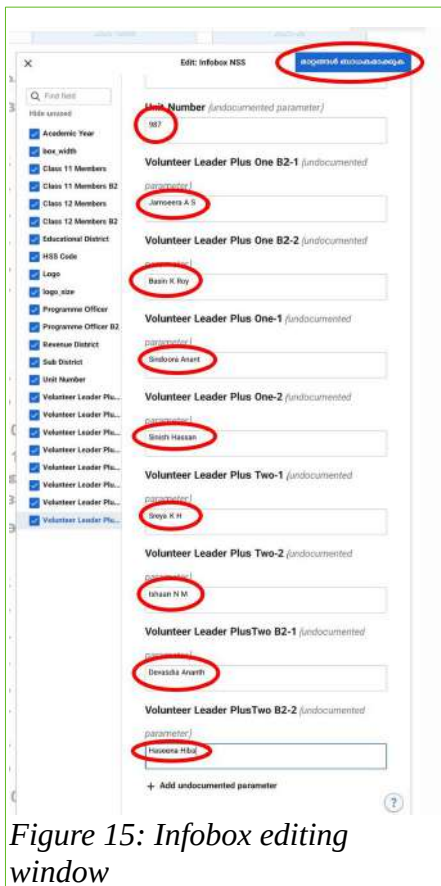 Edit: Infobox NSS
മാറ്റങ്ങൾ ബാധകമാക്കുക
Find field
Hide unused
Academic Year
box_width
Class 11 Members
Class 11 Members B2
Class 12 Members
Class 12 Members B2
Educational District
HSS Code
Logo
logo_size
Programme Officer
Programme Officer B2
Revenue District
Sub District
Unit Number
Volunteer Leader Plu...
Volunteer Leader Plu...
Volunteer Leader Plu...
Volunteer Leader Plu...
Volunteer Leader Plu...
Volunteer Leader Plu...
Volunteer Leader Plu...
Volunteer Leader Plu...
Unit Number (undocumented parameter)
987
Volunteer Leader Plus One B2-1 (undocumented
parameter)
Jamseera A S
Volunteer Leader Plus One B2-2 (undocumented
parameter)
Basin K Roy
Volunteer Leader Plus One-1 (undocumented
parameter)
Sindoora Anant
Volunteer Leader Plus One-2 (undocumented
parameter)
Sinish Hassan
Volunteer Leader Plus Two-1 (undocumented
parameter)
Sreya K H
Volunteer Leader Plus Two-2 (undocumented
parameter)
Ishaan N M
Volunteer Leader PlusTwo B2-1 (undocumented
parameter)
Devasdia Ananth
Volunteer Leader PlusTwo B2-2 (undocumented
parameter)
Haseena Hiba
+ Add undocumented parameter
?
Figure 15: Infobox editing
window